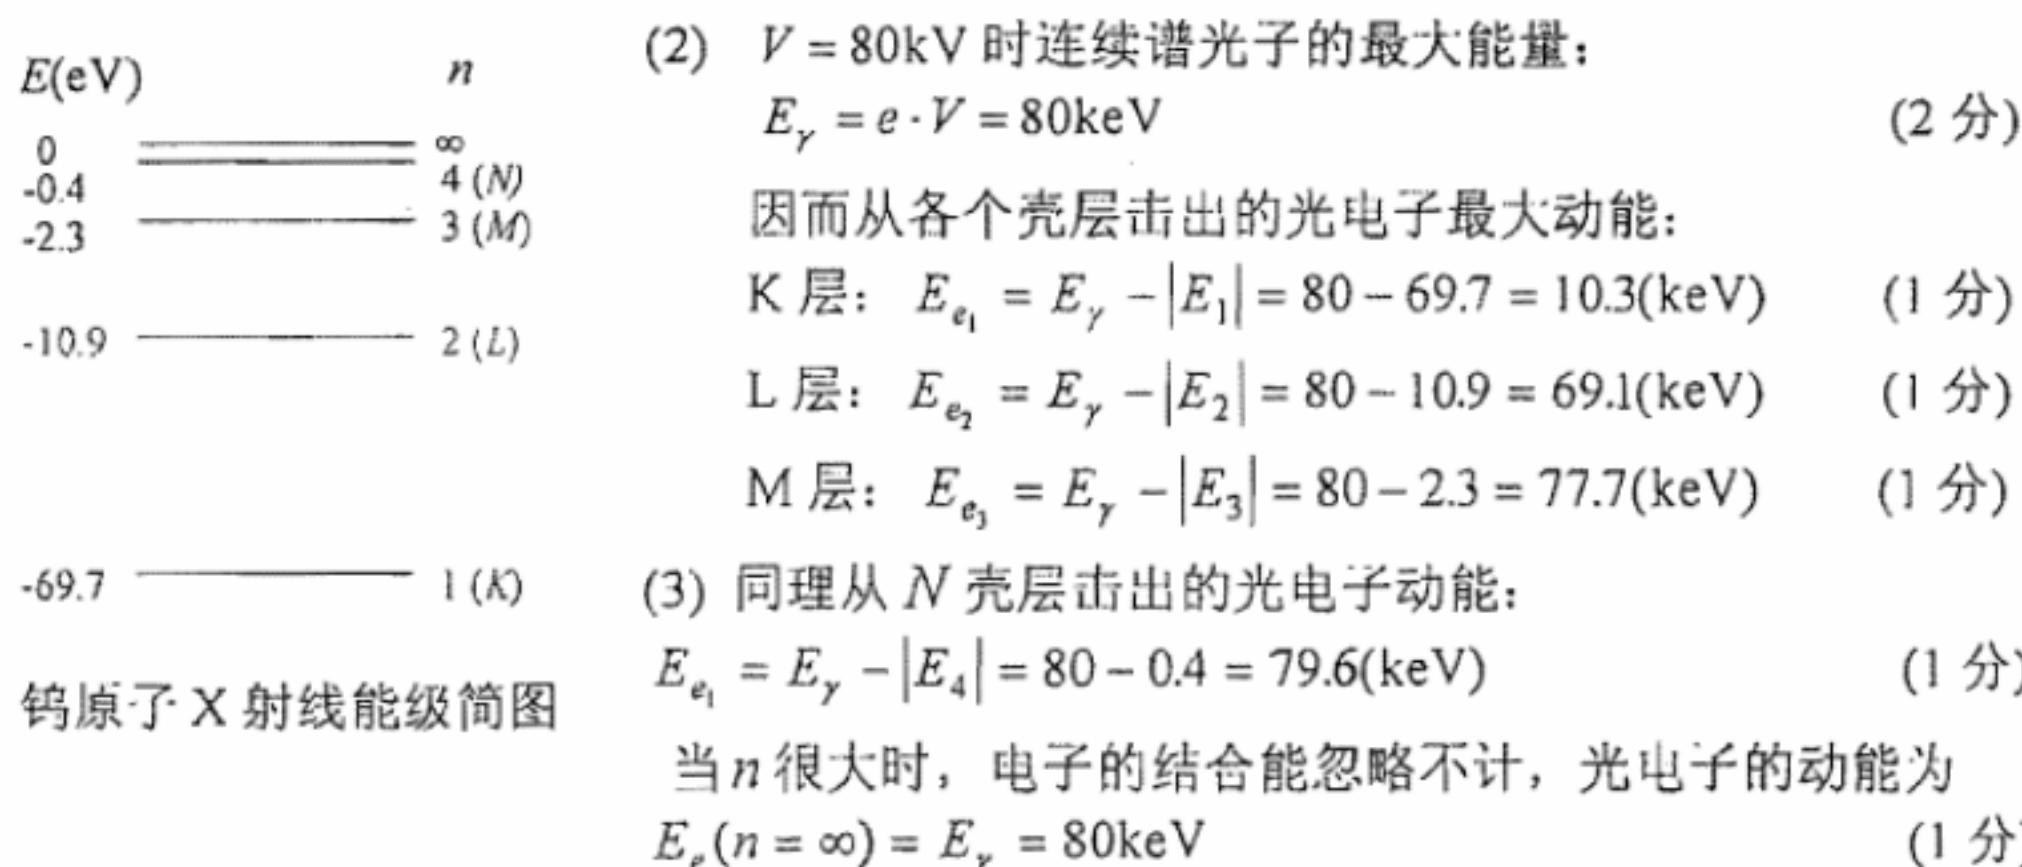 E(eV) n
0 ∞
-0.4 4 (N)
-2.3 3 (M)
-10.9 2 (L)
-69.7 1 (K)
钨原子 X 射线能级简图
(2) V = 80kV 时连续谱光子的最大能量：
E_γ = e · V = 80keV (2 分)
因而从各个壳层击出的光电子最大动能：
K 层： E_{e_1} = E_γ − |E_1| = 80 − 69.7 = 10.3(keV) (1 分)
L 层： E_{e_2} = E_γ − |E_2| = 80 − 10.9 = 69.1(keV) (1 分)
M 层： E_{e_3} = E_γ − |E_3| = 80 − 2.3 = 77.7(keV) (1 分)
(3) 同理从 N 壳层击出的光电子动能：
E_{e_1} = E_γ − |E_4| = 80 − 0.4 = 79.6(keV) (1 分)
当 n 很大时，电子的结合能忽略不计，光电子的动能为
E_e(n = ∞) = E_γ = 80keV (1 分)